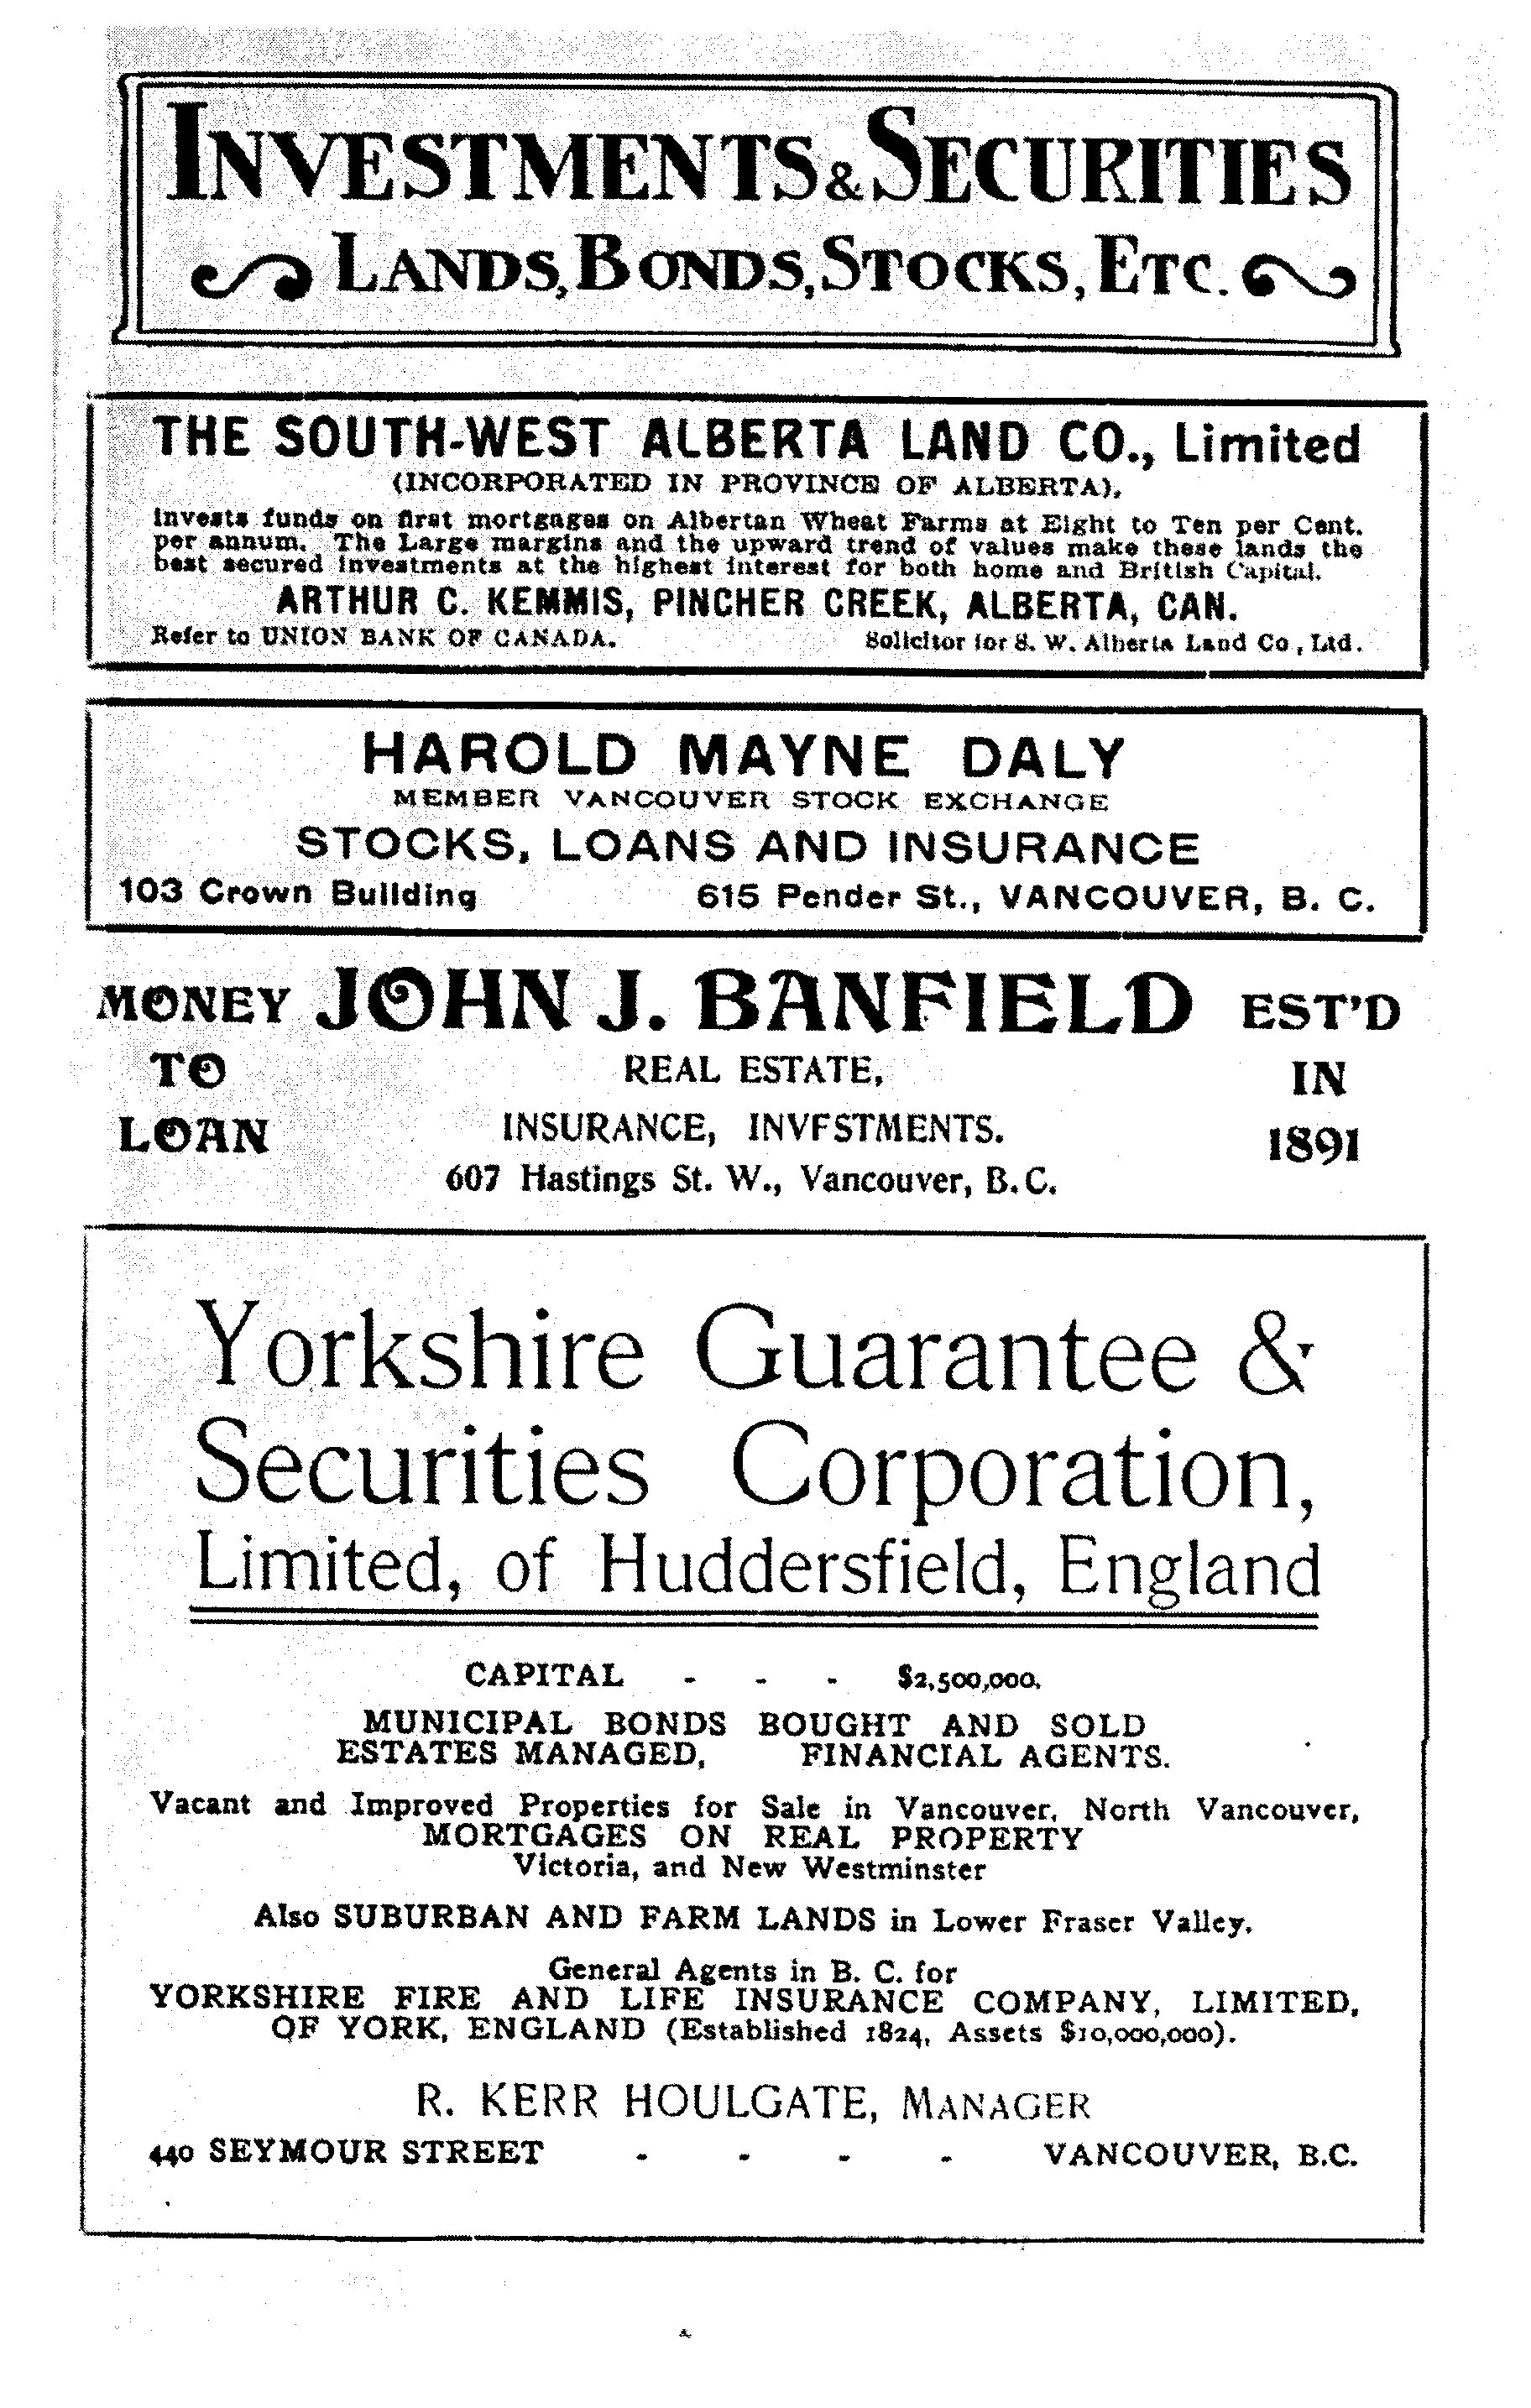 INVESTMENTS & SECURITIES
LANDS, BONDS, STOCKS, ETC.
THE SOUTH-WEST ALBERTA LAND CO., Limited
(INCORPORATED IN PROVINCE OF ALBERTA),
Invests funds on first mortgages on Albertan Wheat Farms at Eight to Ten per Cent.
per annum. The Large margins and the upward trend of values make these lands the
best secured investments at the highest interest for both home and British Capital.
ARTHUR C. KEMMIS, PINCHER CREEK, ALBERTA, CAN.
Refer to UNION BANK OF CANADA. Solicitor for S. W. Alberta Land Co., Ltd.
HAROLD MAYNE DALY
MEMBER VANCOUVER STOCK EXCHANGE
STOCKS, LOANS AND INSURANCE
103 Crown Building 615 Pender St., VANCOUVER, B. C.
MONEY TO LOAN
JOHN J. BANFIELD
REAL ESTATE,
INSURANCE, INVFSTMENTS.
607 Hastings St. W., Vancouver, B.C.
EST'D IN 1891
Yorkshire Guarantee &
Securities Corporation,
Limited, of Huddersfield, England
CAPITAL - - - $2,500,000.
MUNICIPAL BONDS BOUGHT AND SOLD
ESTATES MANAGED, FINANCIAL AGENTS.
Vacant and Improved Properties for Sale in Vancouver, North Vancouver,
MORTGAGES ON REAL PROPERTY
Victoria, and New Westminster
Also SUBURBAN AND FARM LANDS in Lower Fraser Valley.
General Agents in B. C. for
YORKSHIRE FIRE AND LIFE INSURANCE COMPANY, LIMITED,
OF YORK, ENGLAND (Established 1824, Assets $10,000,000).
R. KERR HOULGATE, MANAGER
440 SEYMOUR STREET - - - - VANCOUVER, B.C.